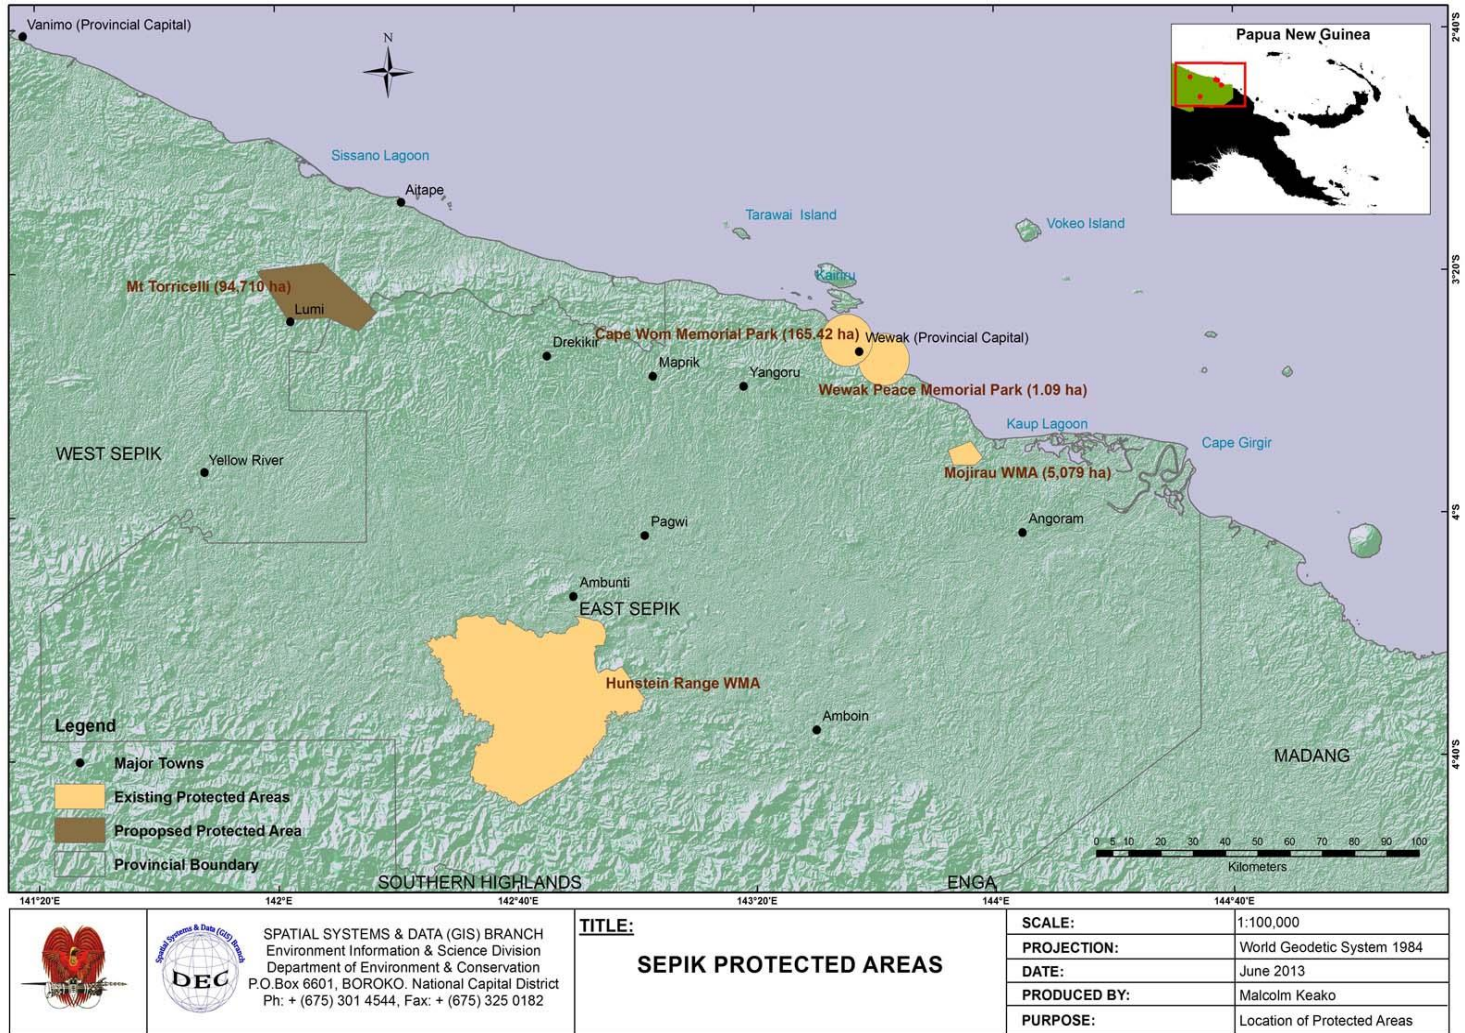 Vanimo (Provincial Capital)
N
Papua New Guinea
2°40'S
Sissano Lagoon
Aitape
Tarawai Island
Vokeo Island
Kairiru
3°20'S
Mt Torricelli (94,710 ha)
Lumi
Drekikir
Cape Wom Memorial Park (165.42 ha)
Wewak (Provincial Capital)
Maprik
Yangoru
Wewak Peace Memorial Park (1.09 ha)
Kaup Lagoon
Cape Girgir
WEST SEPIK
Yellow River
Mojirau WMA (5,079 ha)
Pagwi
Angoram
4°S
Ambunti
EAST SEPIK
Hunstein Range WMA
Amboin
MADANG
4°40'S
Legend
Major Towns
Existing Protected Areas
Propopsed Protected Area
Provincial Boundary
0 5 10 20 30 40 50 60 70 80 90 100
Kilometers
SOUTHERN HIGHLANDS
ENGA
141°20'E 142°E 142°40'E 143°20'E 144°E 144°40'E
Spatial Systems & Data (GIS) Branch
DEC
SPATIAL SYSTEMS & DATA (GIS) BRANCH
Environment Information & Science Division
Department of Environment & Conservation
P.O.Box 6601, BOROKO. National Capital District
Ph: + (675) 301 4544, Fax: + (675) 325 0182
TITLE:
SEPIK PROTECTED AREAS
SCALE: 1:100,000
PROJECTION: World Geodetic System 1984
DATE: June 2013
PRODUCED BY: Malcolm Keako
PURPOSE: Location of Protected Areas